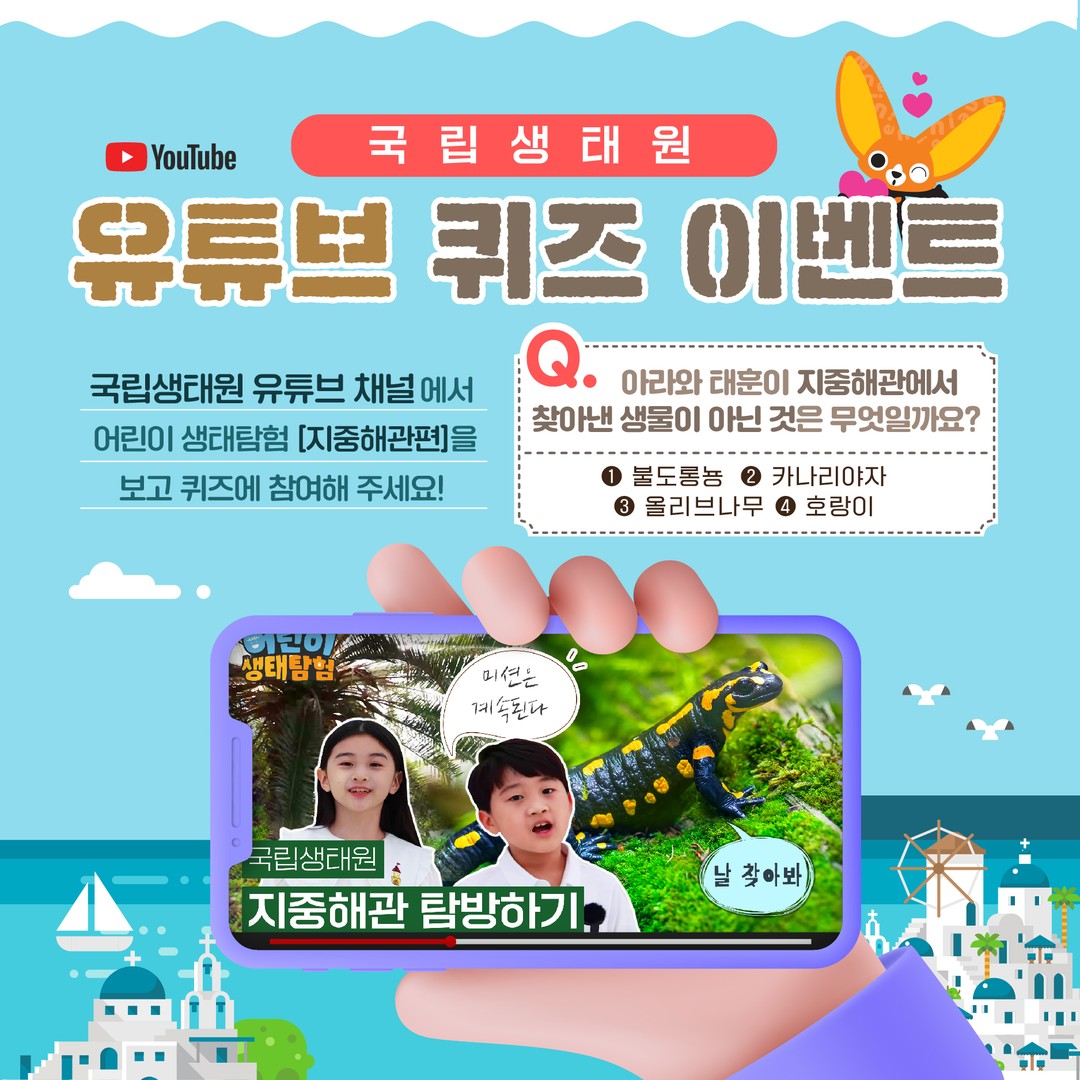 국립생태원
YouTube
유튜브 퀴즈 이벤트
국립생태원 유튜브 채널에서
어린이 생태탐험 [지중해관편]을
보고 퀴즈에 참여해 주세요!
Q.
아라와 태훈이 지중해관에서
찾아낸 생물이 아닌 것은 무엇일까요?
❶ 불도롱뇽 ❷ 카나리야자
❸ 올리브나무 ❹ 호랑이
어린이
생태탐험
미션은
계속된다
국립생태원
지중해관 탐방하기
날 찾아봐